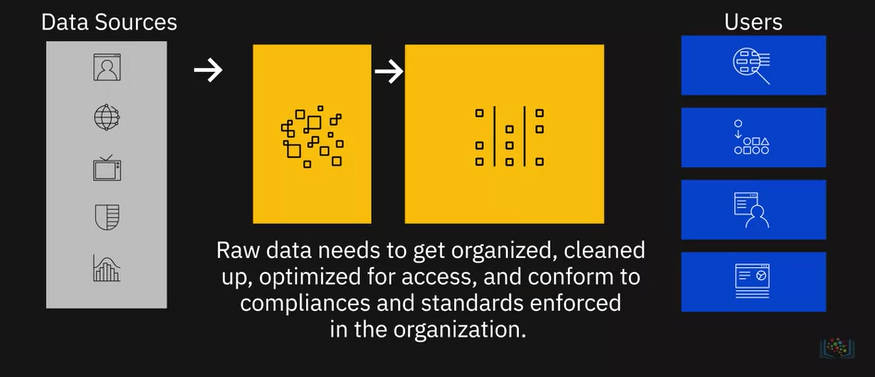 Data Sources
Users
Raw data needs to get organized, cleaned
up, optimized for access, and conform to
compliances and standards enforced
in the organization.